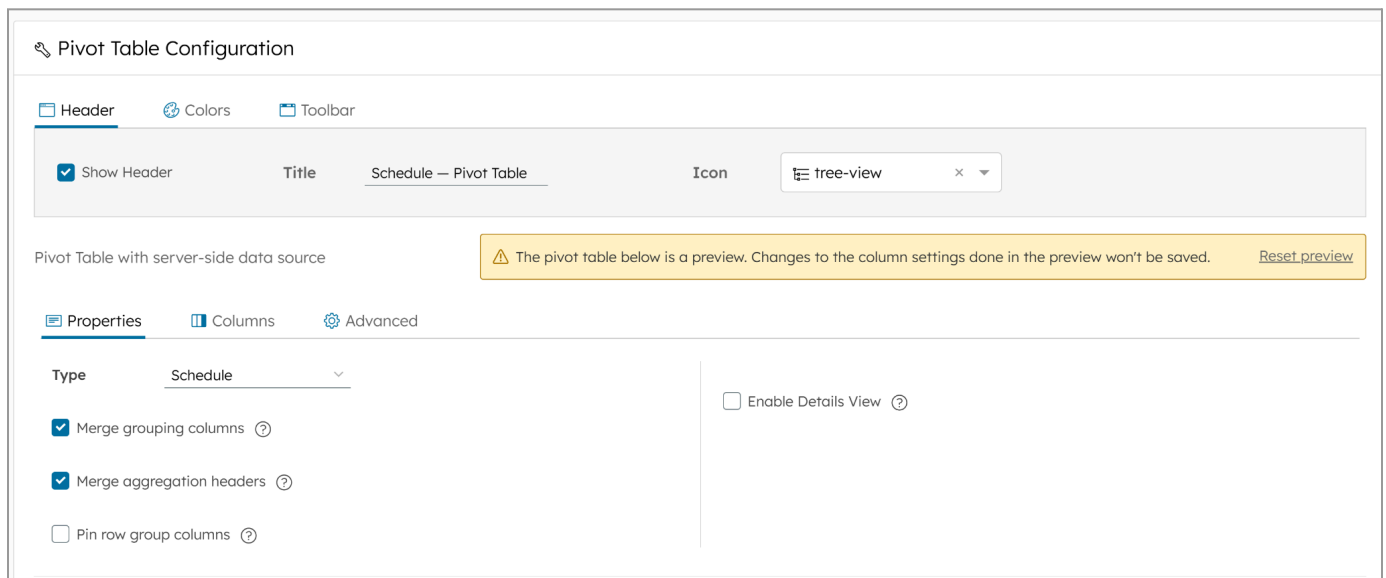 Pivot Table Configuration
Header Colors Toolbar
Show Header Title Schedule — Pivot Table Icon tree-view
Pivot Table with server-side data source
The pivot table below is a preview. Changes to the column settings done in the preview won't be saved. Reset preview
Properties Columns Advanced
Type Schedule
Enable Details View
Merge grouping columns
Merge aggregation headers
Pin row group columns